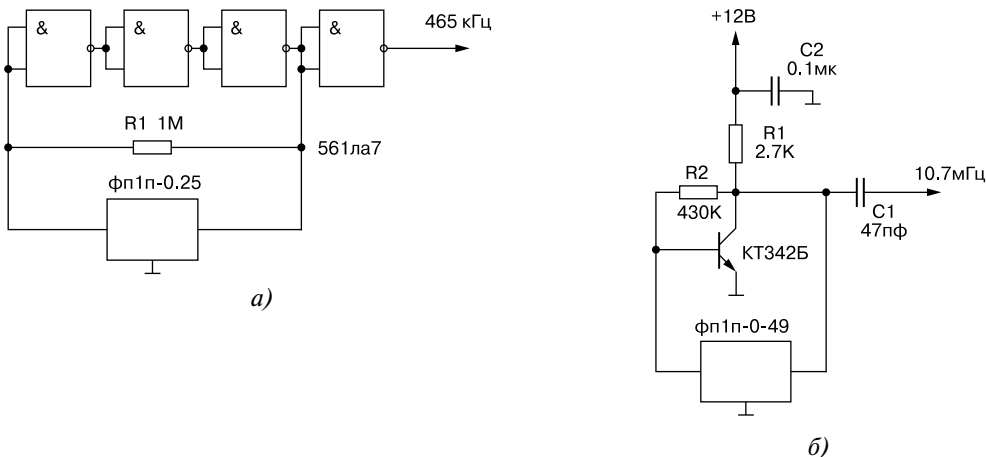 &
&
&
&
465 кГц
R1 1М
561ла7
фп1п-0.25
а)
+12В
C2
0.1мк
R1
2.7K
R2
430K
10.7мГц
C1
47пф
КТ342Б
фп1п-0-49
б)